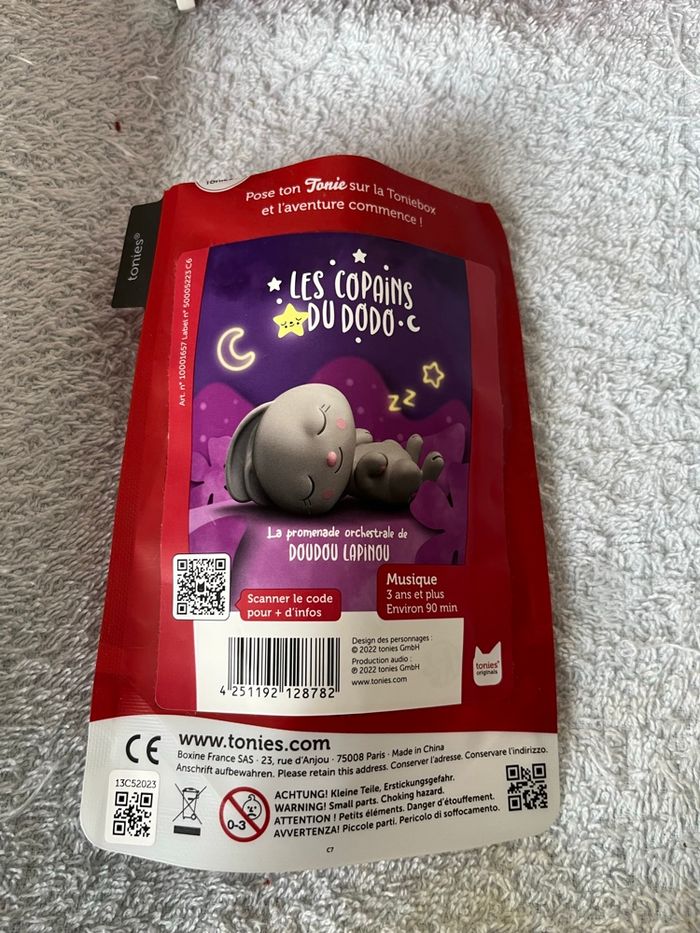 Pose ton Tonie sur la Toniebox
et l'aventure commence !
tonies®
Art. n° 10001657 Label n° 50005223 C6
LES COPAINS
DU DODO
z z
La promenade orchestrale de
DOUDOU LAPINOU
Musique
3 ans et plus
Environ 90 min
Scanner le code
pour + d'infos
Design des personnages :
© 2022 tonies GmbH
Production audio :
℗ 2022 tonies GmbH
www.tonies.com
tonies®
originals
4 251192 128782
CE www.tonies.com
Boxine France SAS · 23, rue d'Anjou · 75008 Paris · Made in China
Anschrift aufbewahren. Please retain this address. Conserver l'adresse. Conservare l'indirizzo.
13C52023
0-3
ACHTUNG! Kleine Teile, Erstickungsgefahr.
WARNING! Small parts. Choking hazard.
ATTENTION ! Petits éléments. Danger d'étouffement.
AVVERTENZA! Piccole parti. Pericolo di soffocamento.
C7